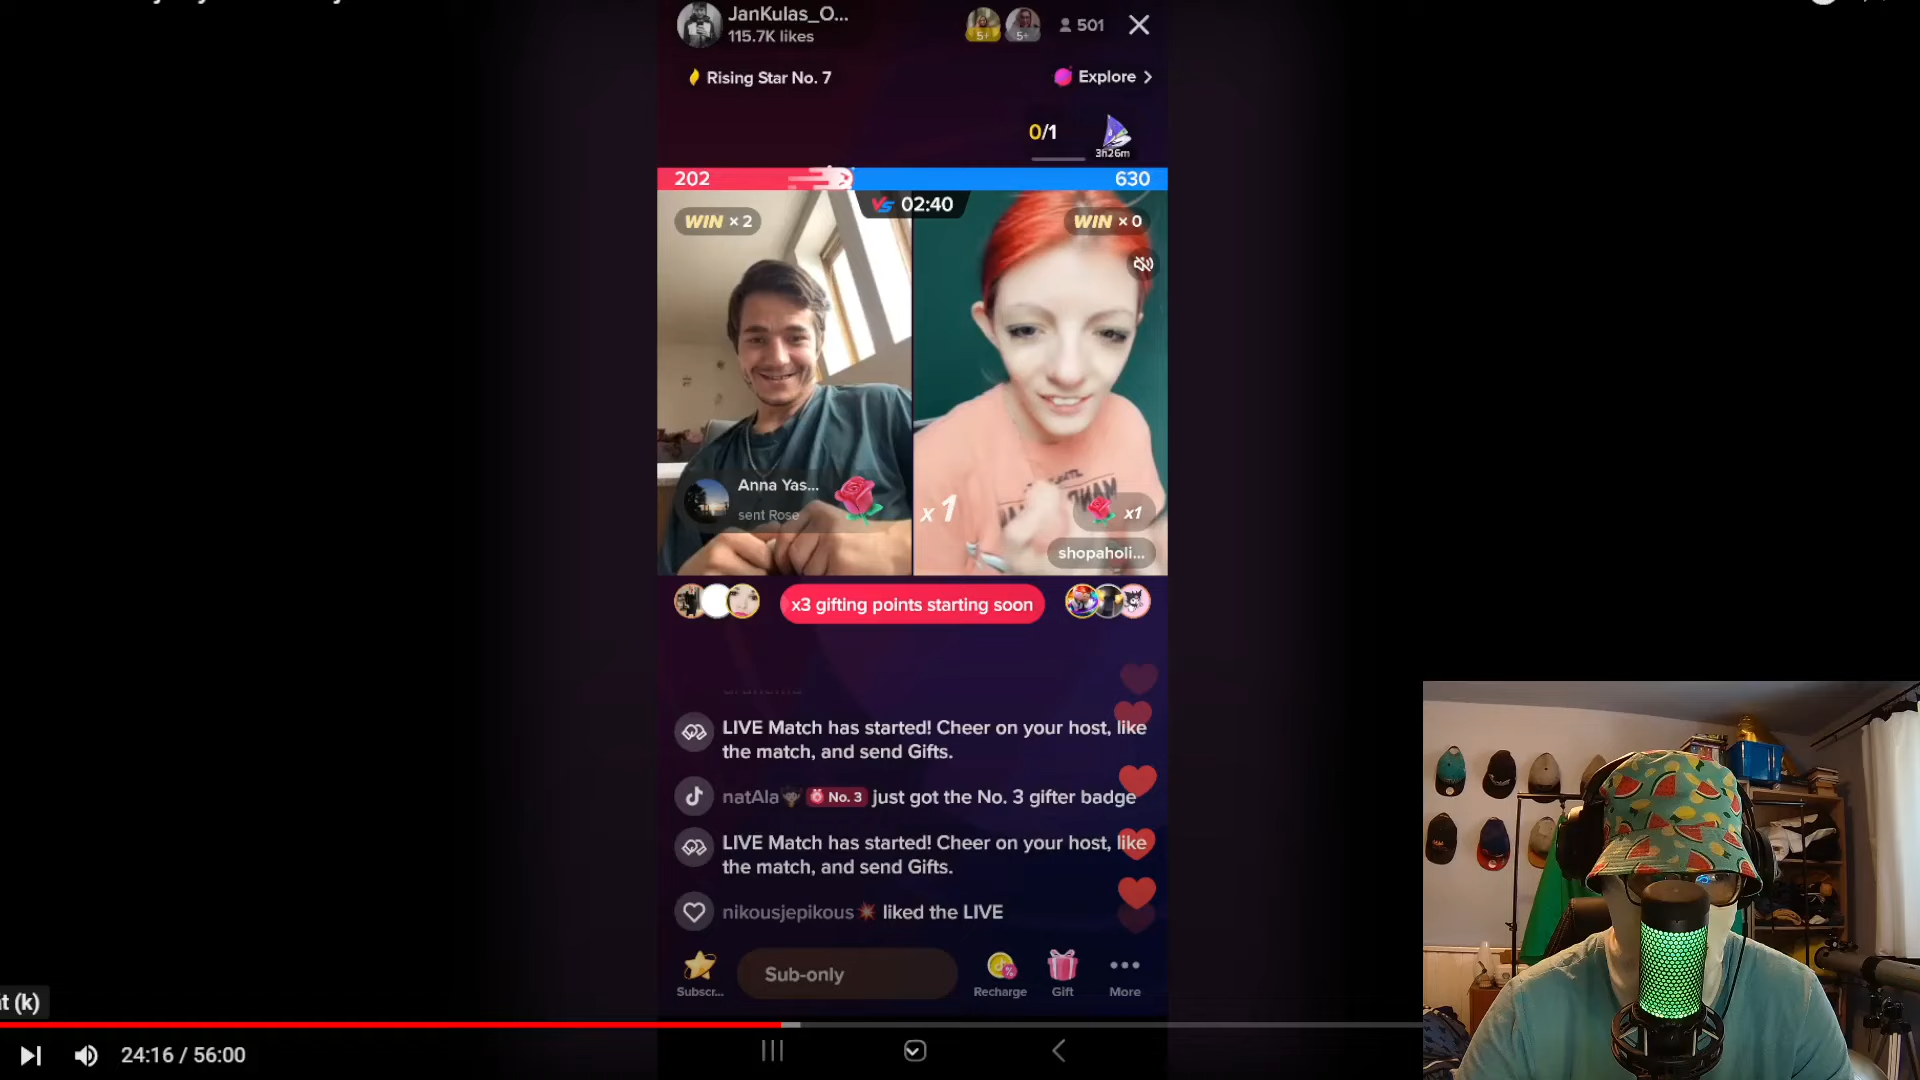 JanKulas_O...
115.7K likes
5+
5+
501
Rising Star No. 7
Explore
0/1
3h26m
202
630
VS 02:40
WIN × 2
WIN × 0
Anna Yas...
sent Rose
x 1
x1
shopaholi...
x3 gifting points starting soon
LIVE Match has started! Cheer on your host, like
the match, and send Gifts.
natAla No. 3 just got the No. 3 gifter badge
LIVE Match has started! Cheer on your host, like
the match, and send Gifts.
nikousjepikous liked the LIVE
Sub-only
Subscr...
Recharge
Gift
More
t (k)
24:16 / 56:00